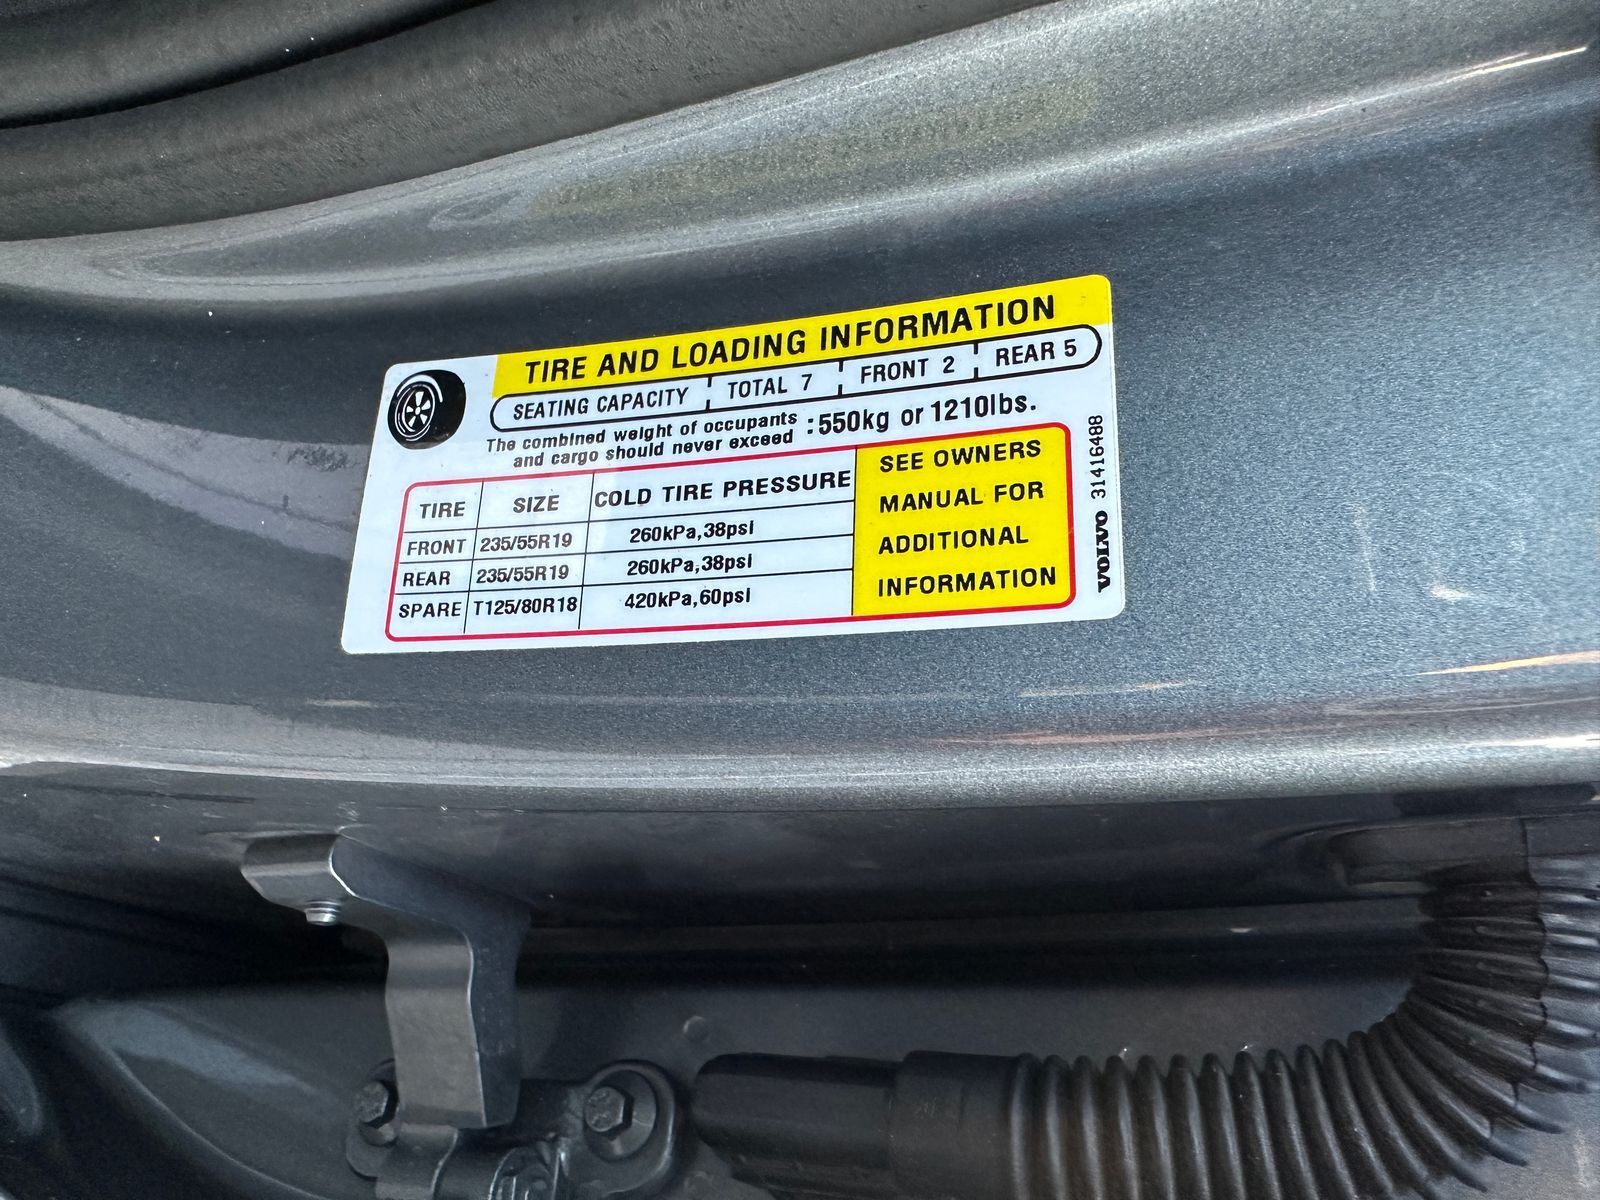 TIRE AND LOADING INFORMATION
SEATING CAPACITY TOTAL 7 FRONT 2 REAR 5
The combined weight of occupants
and cargo should never exceed :550kg or 1210lbs.
TIRE SIZE COLD TIRE PRESSURE
FRONT 235/55R19 260kPa,38psi
REAR 235/55R19 260kPa,38psi
SPARE T125/80R18 420kPa,60psi
SEE OWNERS
MANUAL FOR
ADDITIONAL
INFORMATION
VOLVO 31416488